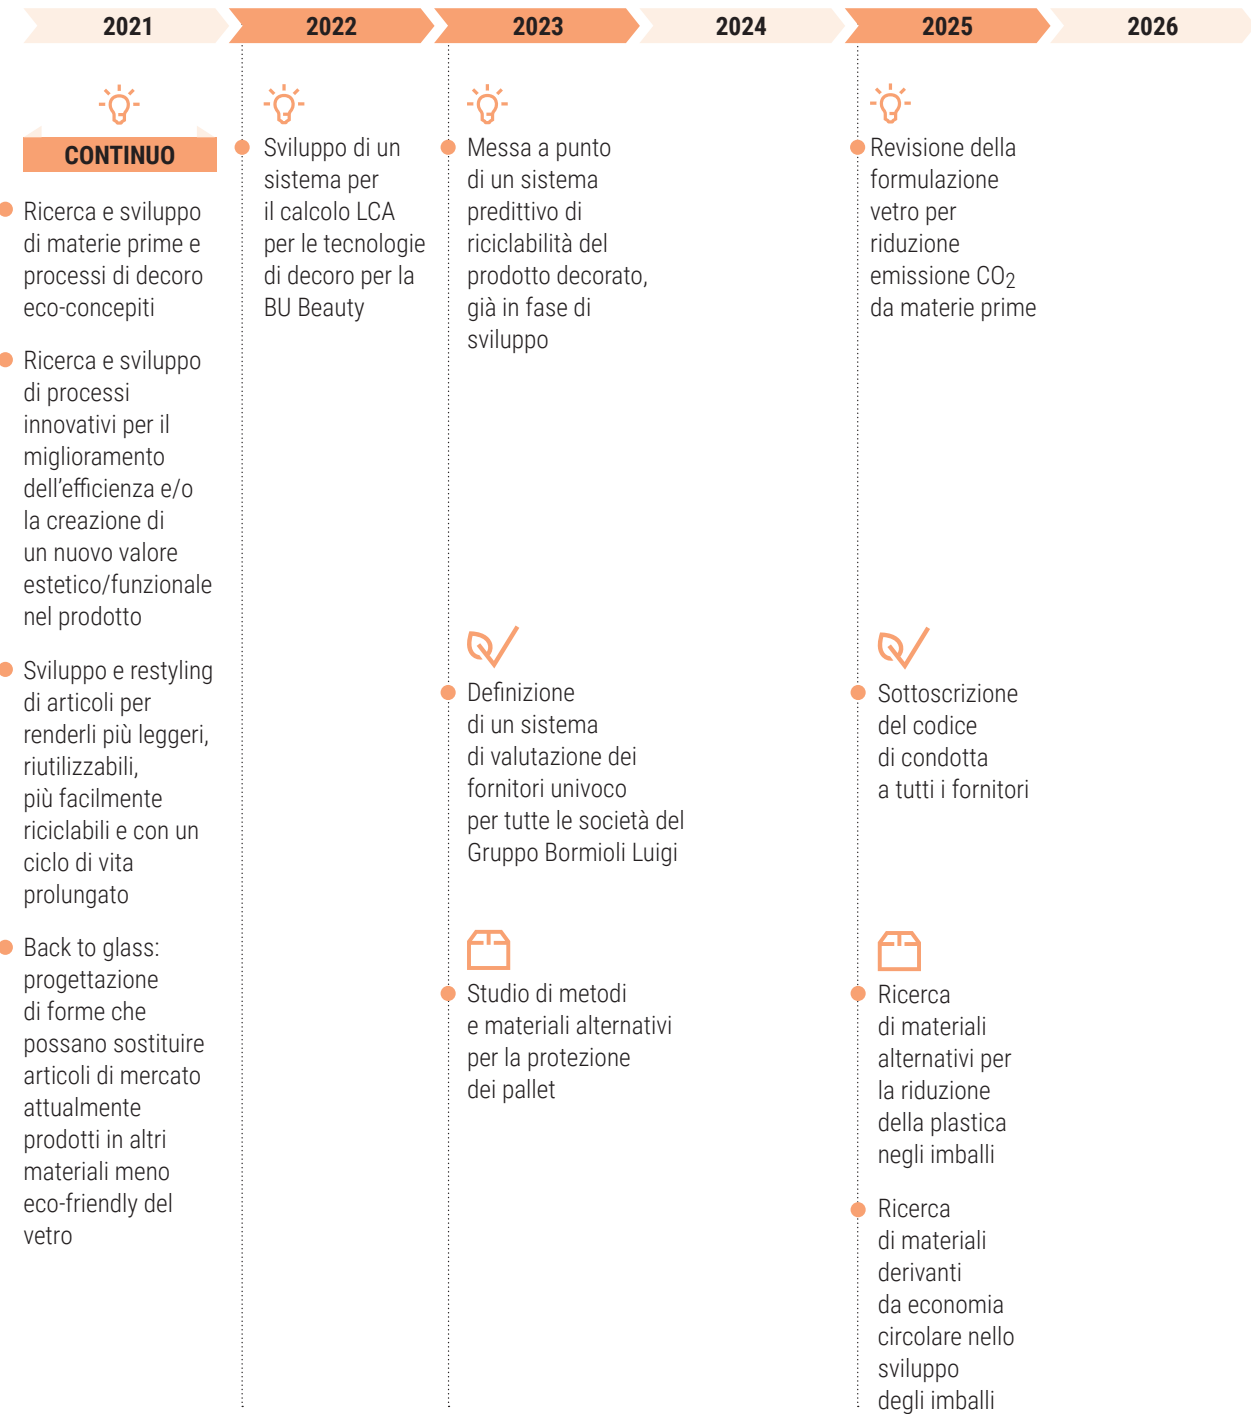 2021
2022
2023
2024
2025
2026
CONTINUO
Ricerca e sviluppo
di materie prime e
processi di decoro
eco-concepiti
Ricerca e sviluppo
di processi
innovativi per il
miglioramento
dell’efficienza e/o
la creazione di
un nuovo valore
estetico/funzionale
nel prodotto
Sviluppo e restyling
di articoli per
renderli più leggeri,
riutilizzabili,
più facilmente
riciclabili e con un
ciclo di vita
prolungato
Back to glass:
progettazione
di forme che
possano sostituire
articoli di mercato
attualmente
prodotti in altri
materiali meno
eco-friendly del
vetro
Sviluppo di un
sistema per
il calcolo LCA
per le tecnologie
di decoro per la
BU Beauty
Messa a punto
di un sistema
predittivo di
riciclabilità del
prodotto decorato,
già in fase di
sviluppo
Definizione
di un sistema
di valutazione dei
fornitori univoco
per tutte le società del
Gruppo Bormioli Luigi
Studio di metodi
e materiali alternativi
per la protezione
dei pallet
Revisione della
formulazione
vetro per
riduzione
emissione CO2
da materie prime
Sottoscrizione
del codice
di condotta
a tutti i fornitori
Ricerca
di materiali
alternativi per
la riduzione
della plastica
negli imballi
Ricerca
di materiali
derivanti
da economia
circolare nello
sviluppo
degli imballi